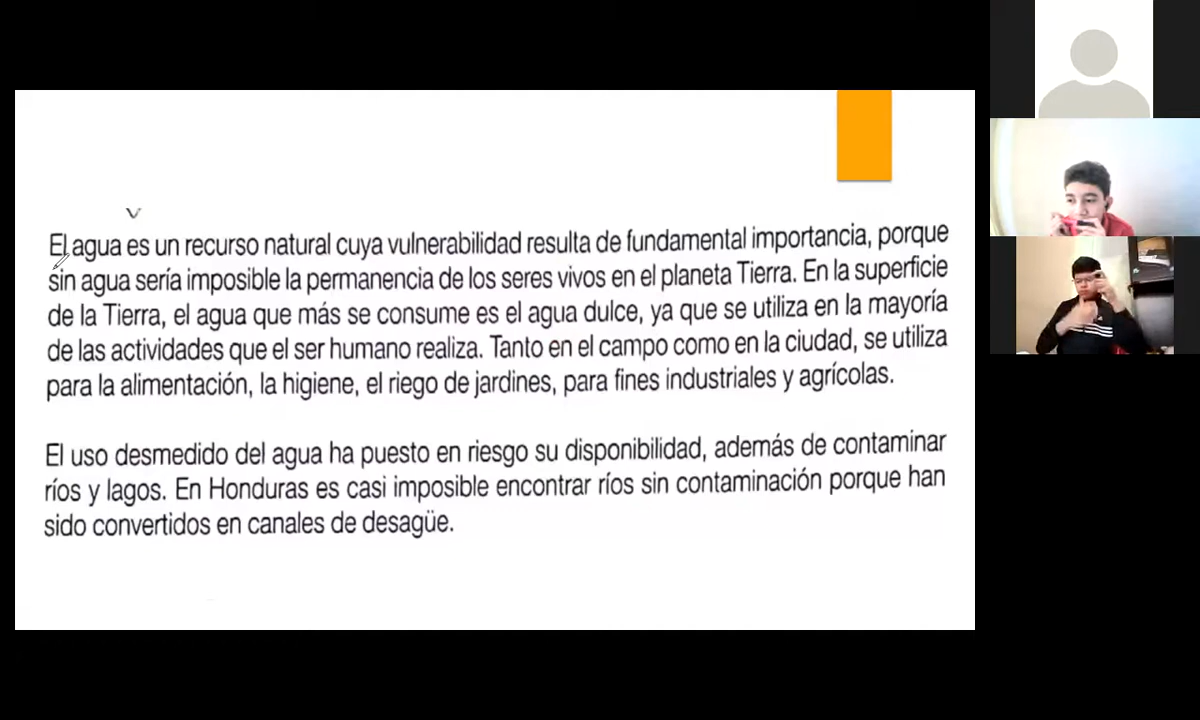 El agua es un recurso natural cuya vulnerabilidad resulta de fundamental importancia, porque
sin agua sería imposible la permanencia de los seres vivos en el planeta Tierra. En la superficie
de la Tierra, el agua que más se consume es el agua dulce, ya que se utiliza en la mayoría
de las actividades que el ser humano realiza. Tanto en el campo como en la ciudad, se utiliza
para la alimentación, la higiene, el riego de jardines, para fines industriales y agrícolas.
El uso desmedido del agua ha puesto en riesgo su disponibilidad, además de contaminar
ríos y lagos. En Honduras es casi imposible encontrar ríos sin contaminación porque han
sido convertidos en canales de desagüe.